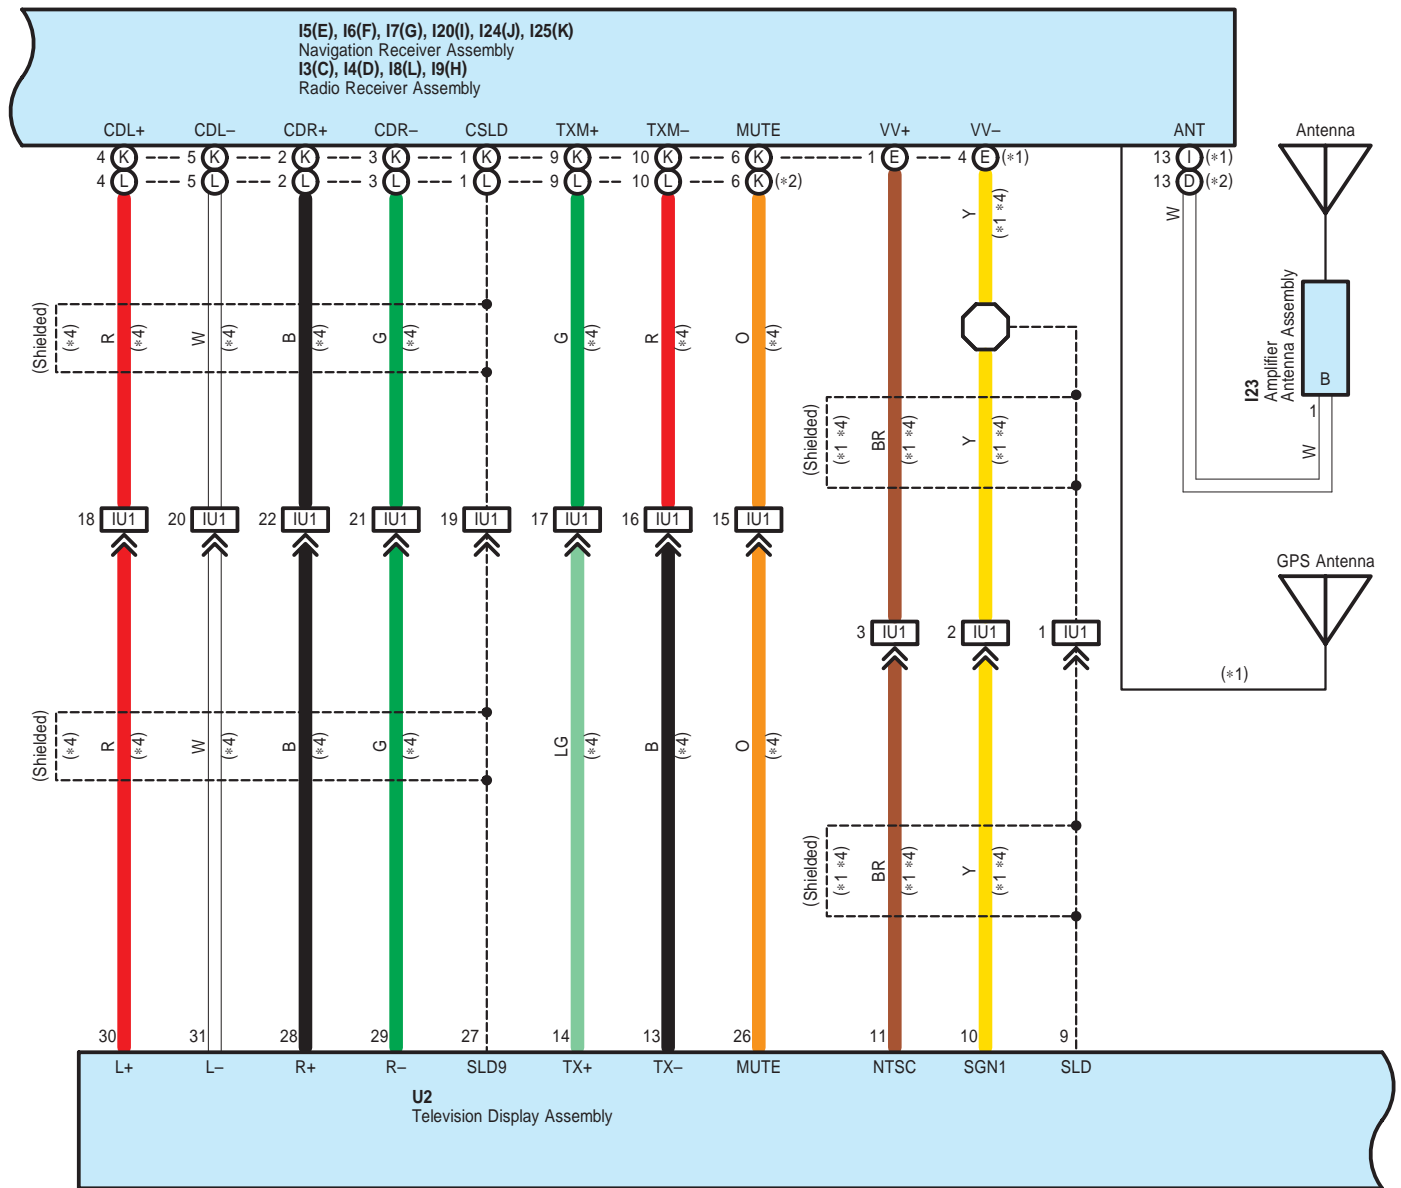 I5(E), I6(F), I7(G), I20(I), I24(J), I25(K)
Navigation Receiver Assembly
I3(C), I4(D), I8(L), I9(H)
Radio Receiver Assembly
CDL+ CDL– CDR+ CDR– CSLD TXM+ TXM– MUTE VV+ VV– ANT Antenna
4 K 5 K 2 K 3 K 1 K 9 K 10 K 6 K 1 E 4 E (*1) 13 I (*1)
4 L 5 L 2 L 3 L 1 L 9 L 10 L 6 K (*2) 13 D (*2)
Y (*1 *4) W
(Shielded) (*4) R (*4) W (*4) B (*4) G (*4) G (*4) R (*4) O (*4)
I23
Amplifier
Antenna Assembly
B
1
W
(Shielded) (*1 *4) BR (*1 *4) Y (*1 *4)
18 IU1 20 IU1 22 IU1 21 IU1 19 IU1 17 IU1 16 IU1 15 IU1
GPS Antenna
3 IU1 2 IU1 1 IU1
(*1)
(Shielded) (*4) R (*4) W (*4) B (*4) G (*4) LG (*4) B (*4) O (*4)
(Shielded) (*1 *4) BR (*1 *4) Y (*1 *4)
30 31 28 29 27 14 13 26 11 10 9
L+ L– R+ R– SLD9 TX+ TX– MUTE NTSC SGN1 SLD
U2
Television Display Assembly